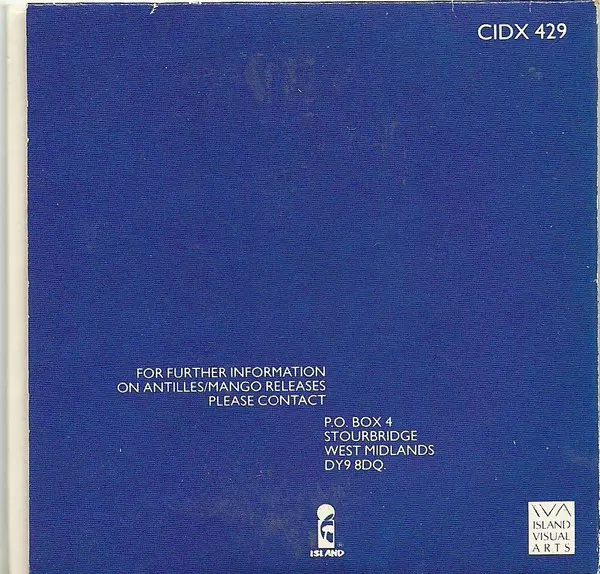 CIDX 429
FOR FURTHER INFORMATION
ON ANTILLES/MANGO RELEASES
PLEASE CONTACT
P.O. BOX 4
STOURBRIDGE
WEST MIDLANDS
DY9 8DQ.
ISLAND
IVA
ISLAND
VISUAL
ARTS